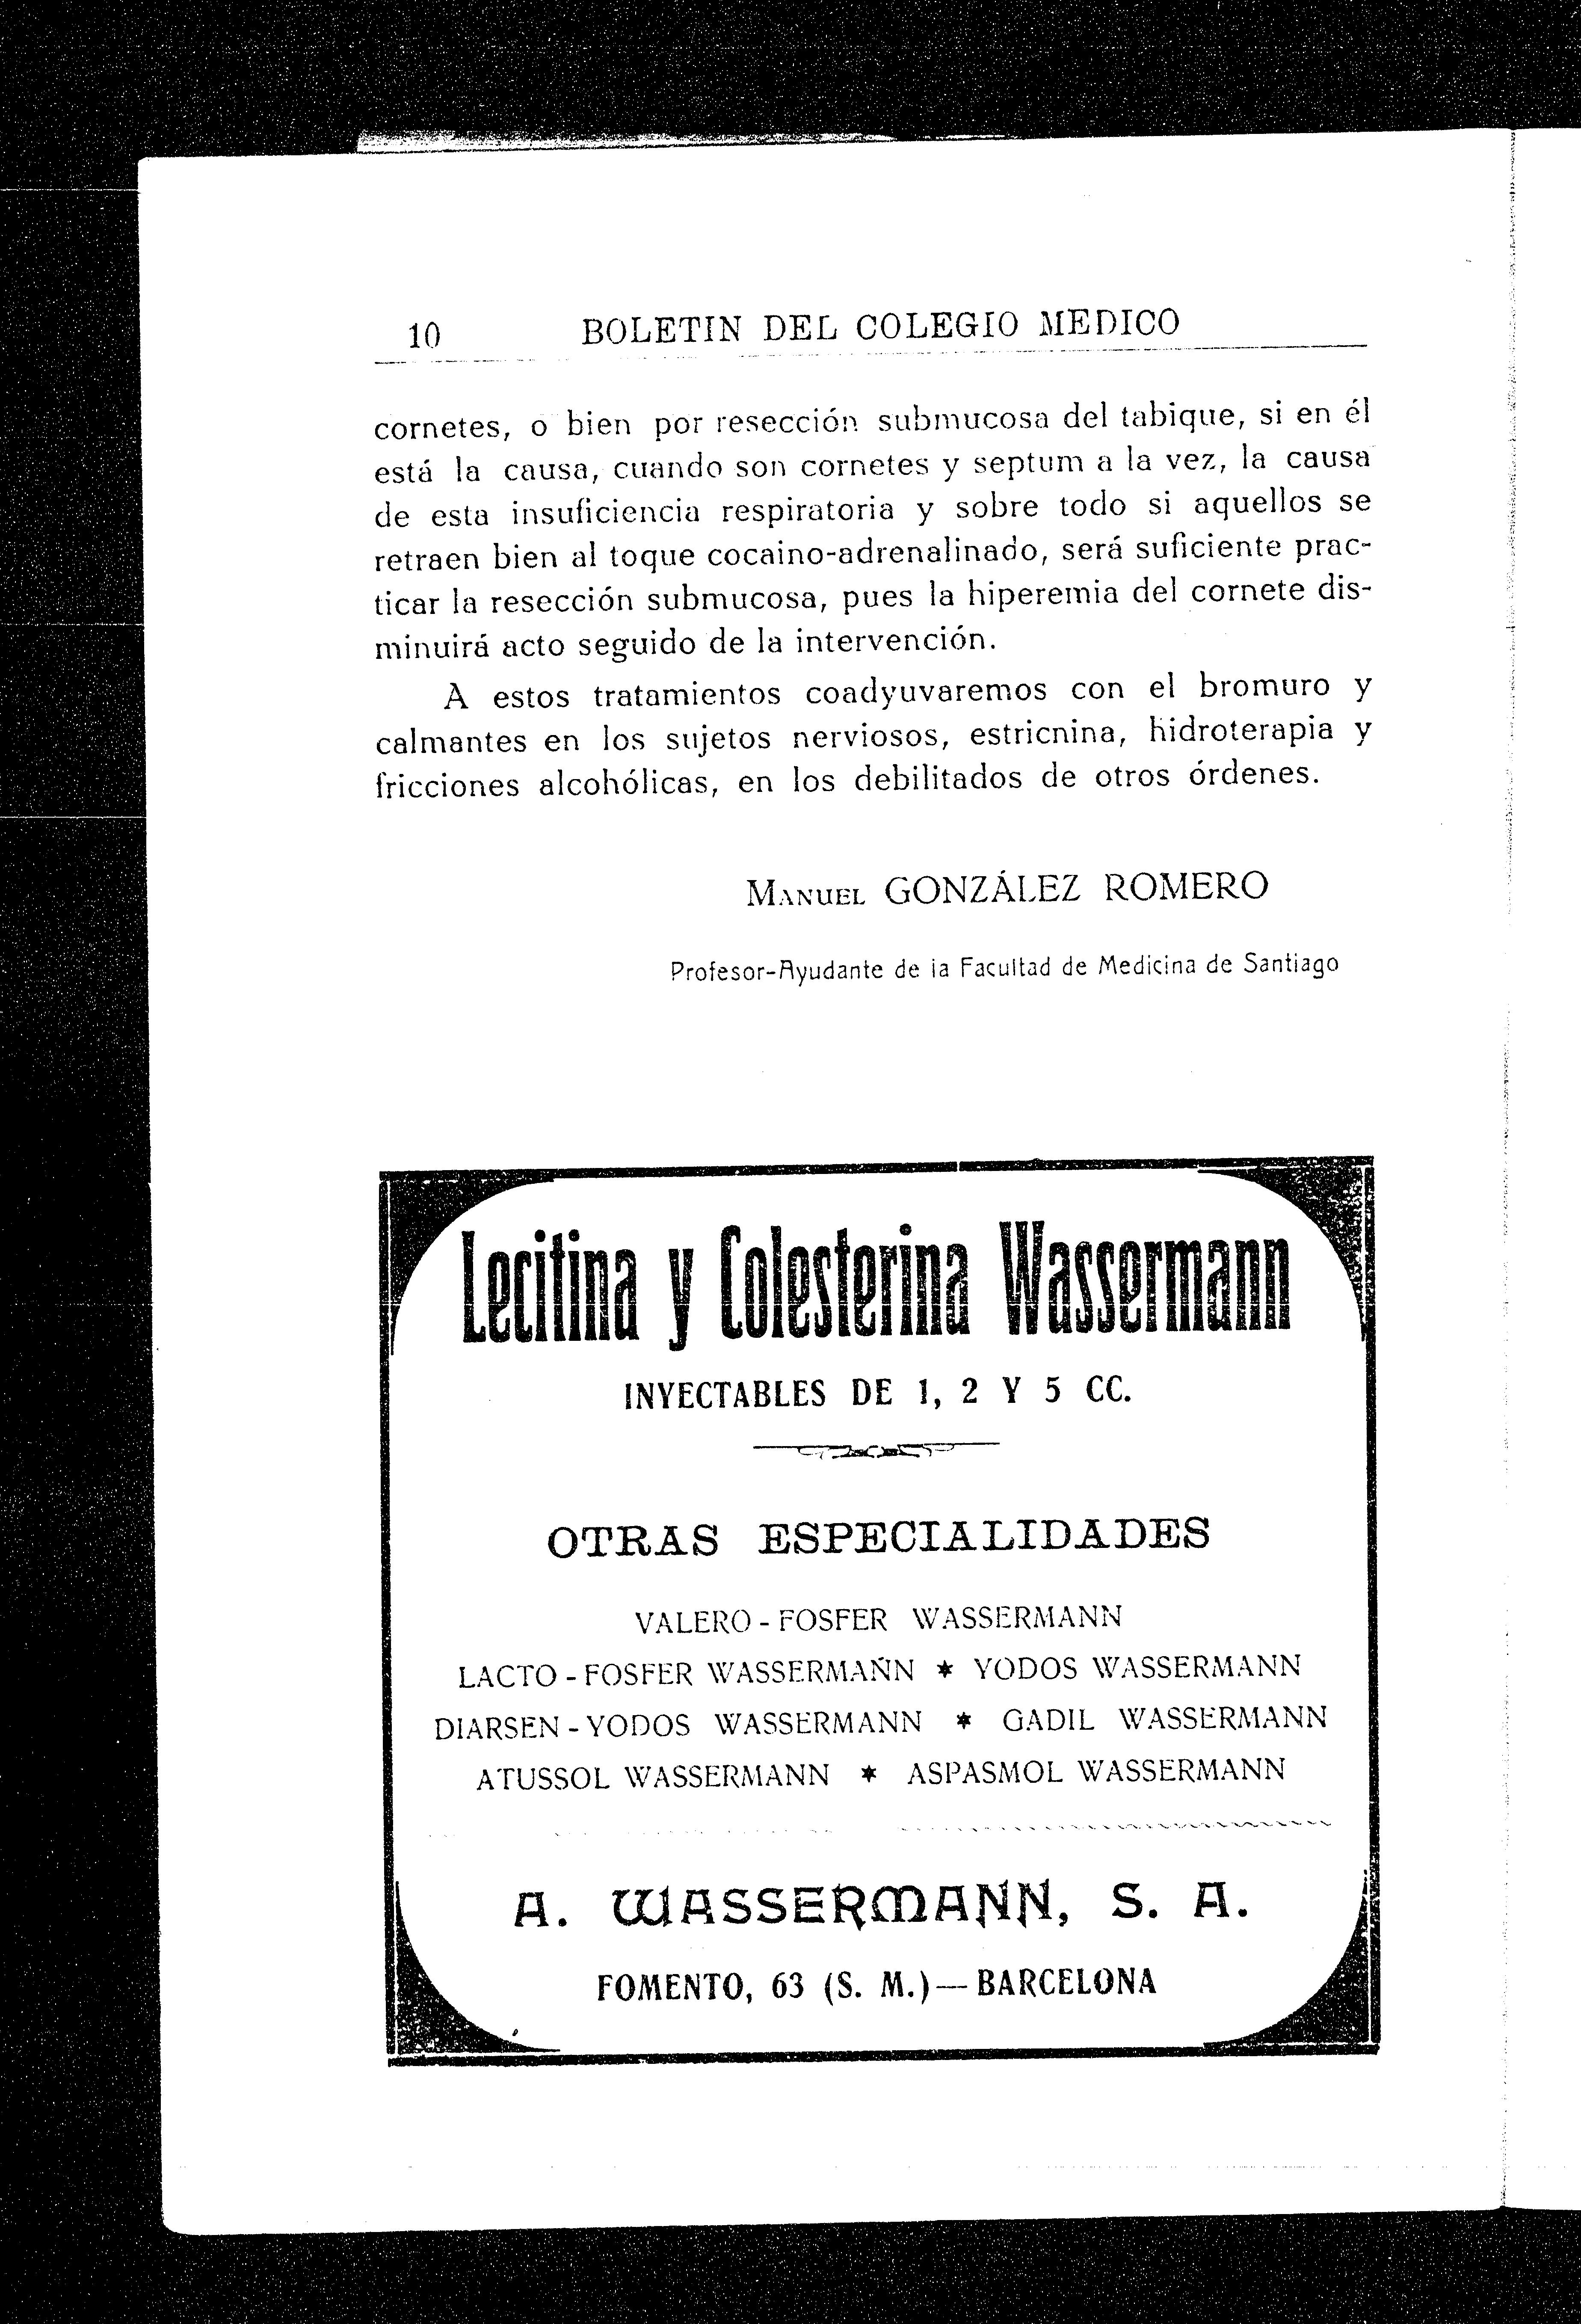 10 BOLETIN DEL COLEGIO MEDICO
cornetes, o bien por resección submucosa del tabique, si en él
está la causa, cuando son cornetes y septum a la vez, la causa
de esta insuficiencia respiratoria y sobre todo si aquellos se
retraen bien al toque cocaino-adrenalinado, será suficiente prac-
ticar la resección submucosa, pues la hiperemia del cornete dis-
minuirá acto seguido de la intervención.
A estos tratamientos coadyuvaremos con el bromuro y
calmantes en los sujetos nerviosos, estricnina, hidroterapia y
fricciones alcohólicas, en los debilitados de otros órdenes.
MANUEL GONZÁLEZ ROMERO
Profesor-Ayudante de la Facultad de Medicina de Santiago
Lecitina y Colesterina Wassermann
INYECTABLES DE 1, 2 Y 5 CC.
OTRAS ESPECIALIDADES
VALERO - FOSFER WASSERMANN
LACTO - FOSFER WASSERMANN * YODOS WASSERMANN
DIARSEN - YODOS WASSERMANN * GADIL WASSERMANN
ATUSSOL WASSERMANN * ASPASMOL WASSERMANN
A. WASSERMANN, S. A.
FOMENTO, 63 (S. M.)—BARCELONA